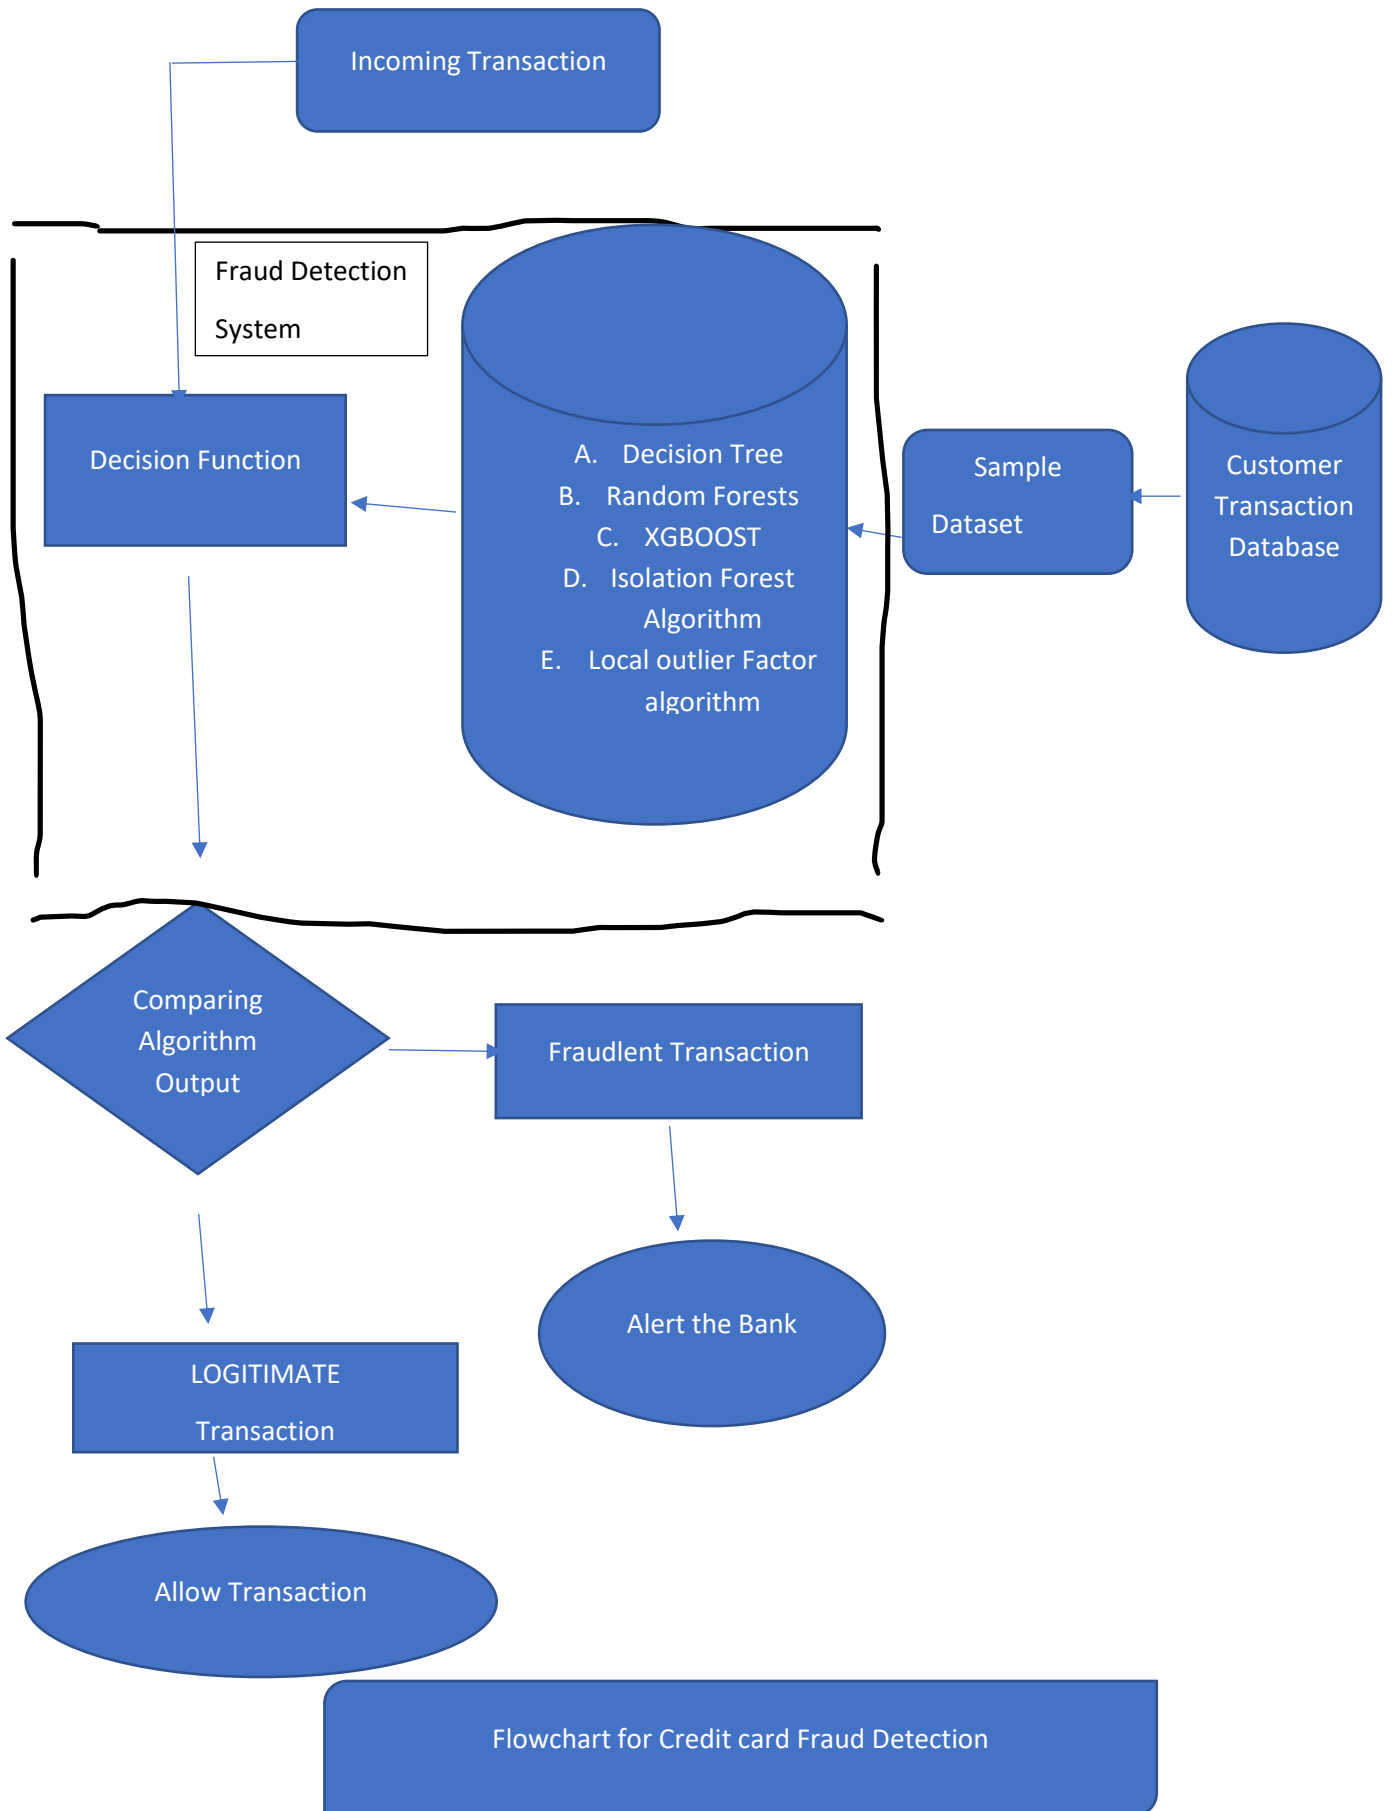 Incoming Transaction
Fraud Detection
System
Decision Function
A. Decision Tree
B. Random Forests
C. XGBOOST
D. Isolation Forest
Algorithm
E. Local outlier Factor
algorithm
Sample
Dataset
Customer
Transaction
Database
Comparing
Algorithm
Output
Fraudlent Transaction
Alert the Bank
LOGITIMATE
Transaction
Allow Transaction
Flowchart for Credit card Fraud Detection